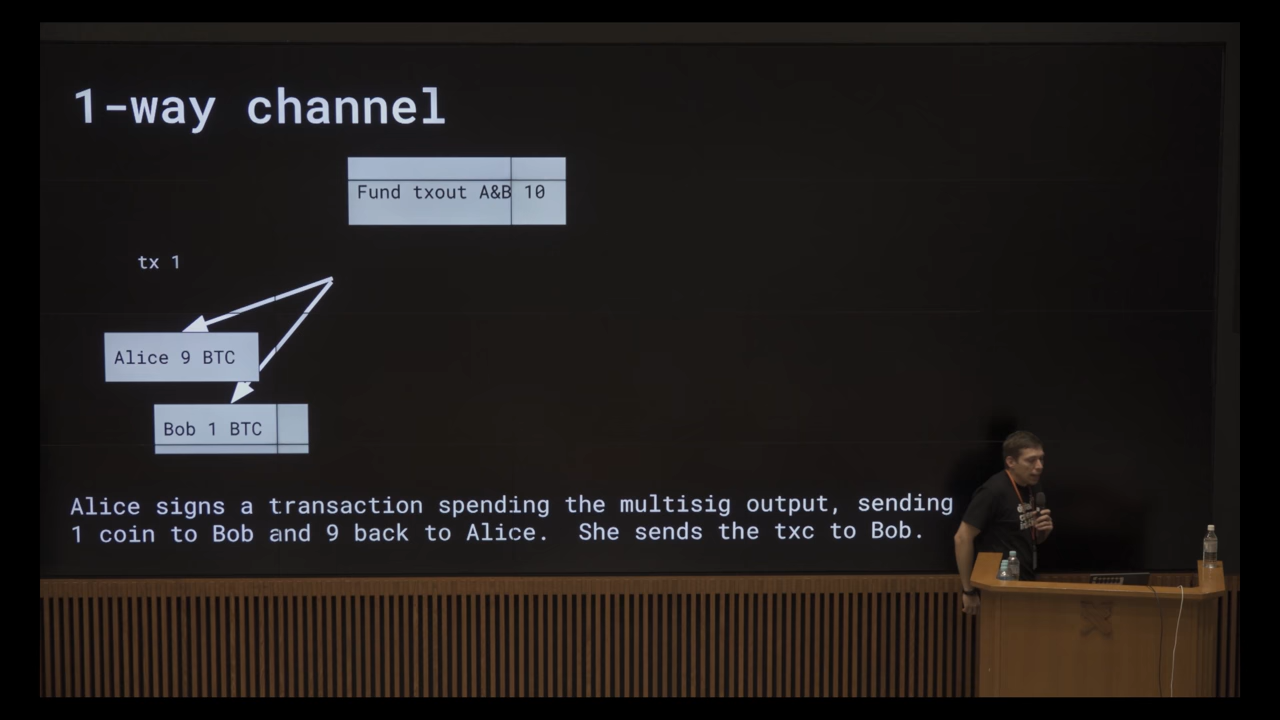 1-way channel
Fund txout A&B 10
tx 1
Alice 9 BTC
Bob 1 BTC
Alice signs a transaction spending the multisig output, sending
1 coin to Bob and 9 back to Alice.  She sends the txc to Bob.